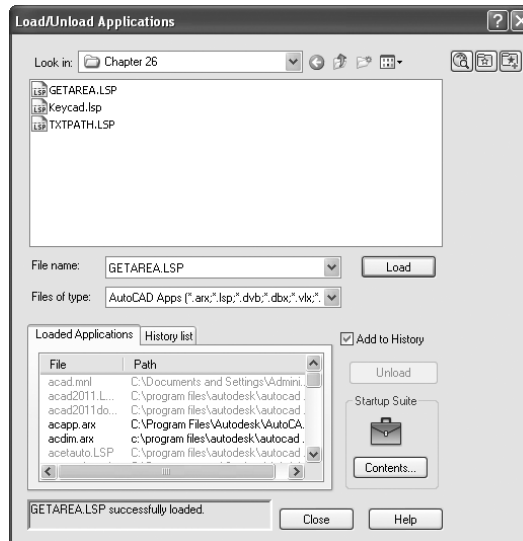 Load/Unload Applications
Look in: Chapter 26
GETAREA.LSP
Keycad.lsp
TXTPATH.LSP
File name: GETAREA.LSP Load
Files of type: AutoCAD Apps (*.arx;*.lsp;*.dvb;*.dbx;*.vlx;*.
Loaded Applications History list Add to History
File Path Unload
acad.mnl C:\Documents and Settings\Admini...
acad2011.L... C:\program files\autodesk\autocad ...
acad2011do... c:\program files\autodesk\autocad ...
acapp.arx C:\Program Files\Autodesk\AutoCA...
acdim.arx c:\program files\autodesk\autocad ...
acetauto.LSP C:\program files\autodesk\autocad ...
Startup Suite
Contents...
GETAREA.LSP successfully loaded.
Close Help